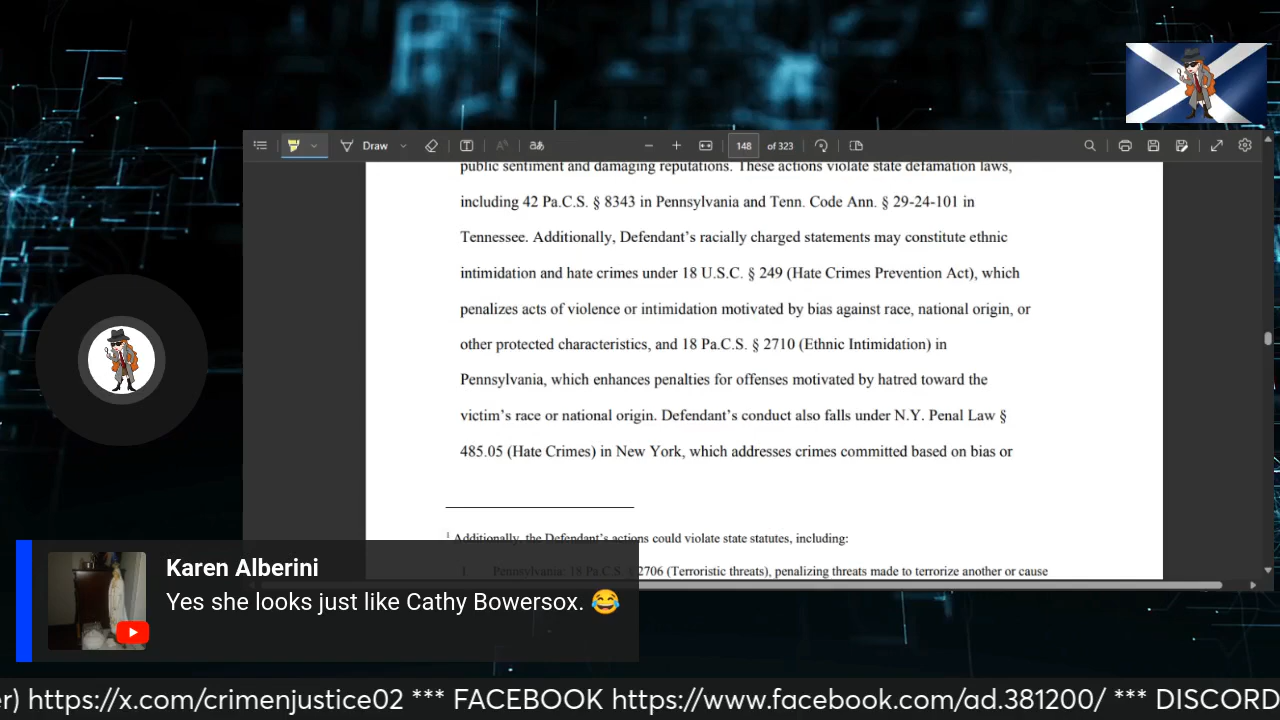 Draw
148
of 323
public sentiment and damaging reputations. These actions violate state defamation laws,
including 42 Pa.C.S. § 8343 in Pennsylvania and Tenn. Code Ann. § 29-24-101 in
Tennessee. Additionally, Defendant’s racially charged statements may constitute ethnic
intimidation and hate crimes under 18 U.S.C. § 249 (Hate Crimes Prevention Act), which
penalizes acts of violence or intimidation motivated by bias against race, national origin, or
other protected characteristics, and 18 Pa.C.S. § 2710 (Ethnic Intimidation) in
Pennsylvania, which enhances penalties for offenses motivated by hatred toward the
victim’s race or national origin. Defendant’s conduct also falls under N.Y. Penal Law §
485.05 (Hate Crimes) in New York, which addresses crimes committed based on bias or
1 Additionally, the Defendant’s actions could violate state statutes, including:
1 Pennsylvania: 18 Pa.C.S. § 2706 (Terroristic threats), penalizing threats made to terrorize another or cause
Karen Alberini
Yes she looks just like Cathy Bowersox. 😂
er) https://x.com/crimenjustice02 *** FACEBOOK https://www.facebook.com/ad.381200/ *** DISCORD